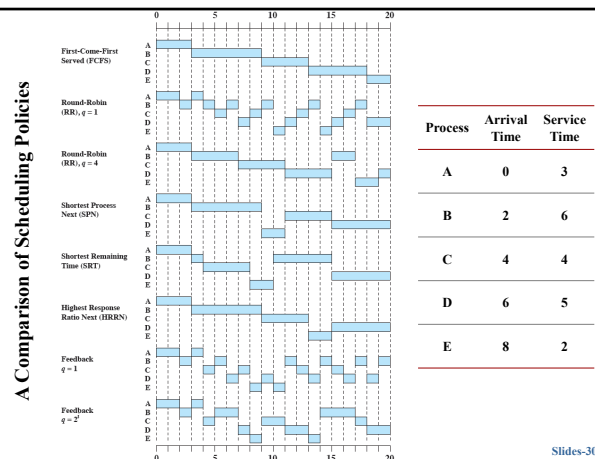 A Comparison of Scheduling Policies
0 5 10 15 20
First-Come-First
Served (FCFS)
A
B
C
D
E
Round-Robin
(RR), q = 1
A
B
C
D
E
Round-Robin
(RR), q = 4
A
B
C
D
E
Shortest Process
Next (SPN)
A
B
C
D
E
Shortest Remaining
Time (SRT)
A
B
C
D
E
Highest Response
Ratio Next (HRRN)
A
B
C
D
E
Feedback
q = 1
A
B
C
D
E
Feedback
q = 2^i
A
B
C
D
E
0 5 10 15 20
Process Arrival Time Service Time
A 0 3
B 2 6
C 4 4
D 6 5
E 8 2
Slides-30